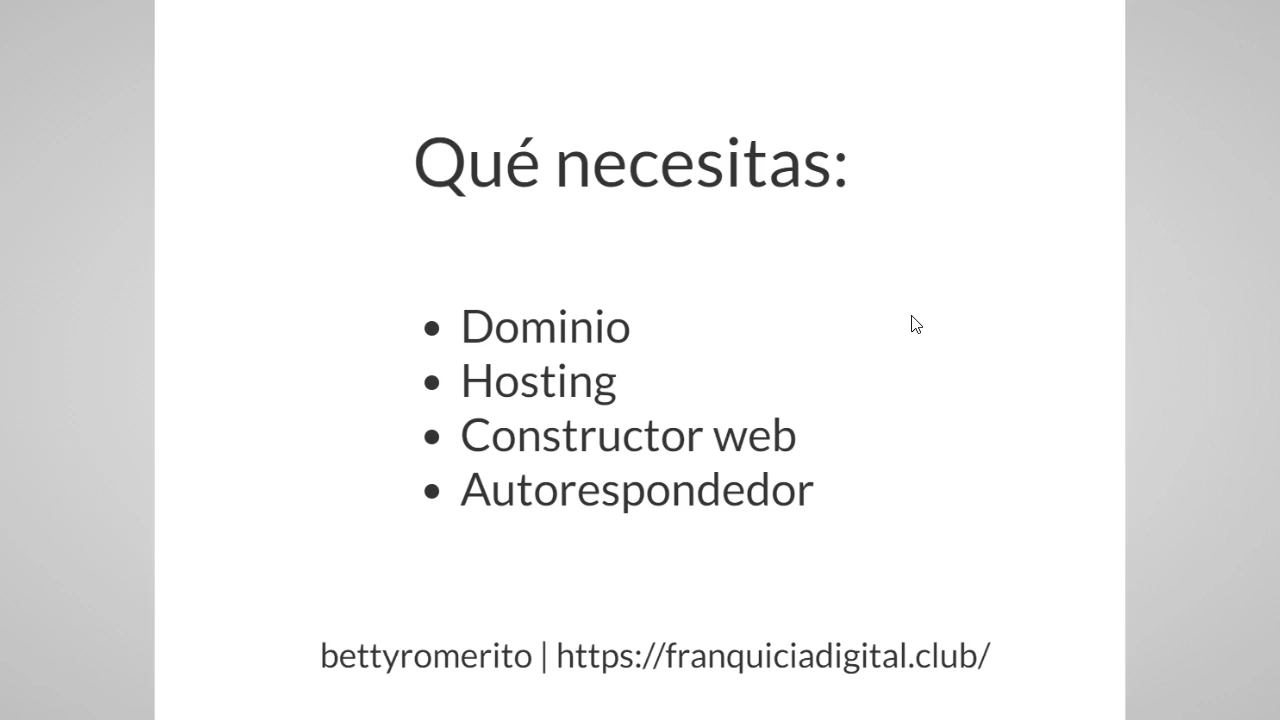 Qué necesitas:
• Dominio
• Hosting
• Constructor web
• Autorespondedor
bettyromerito | https://franquiciadigital.club/